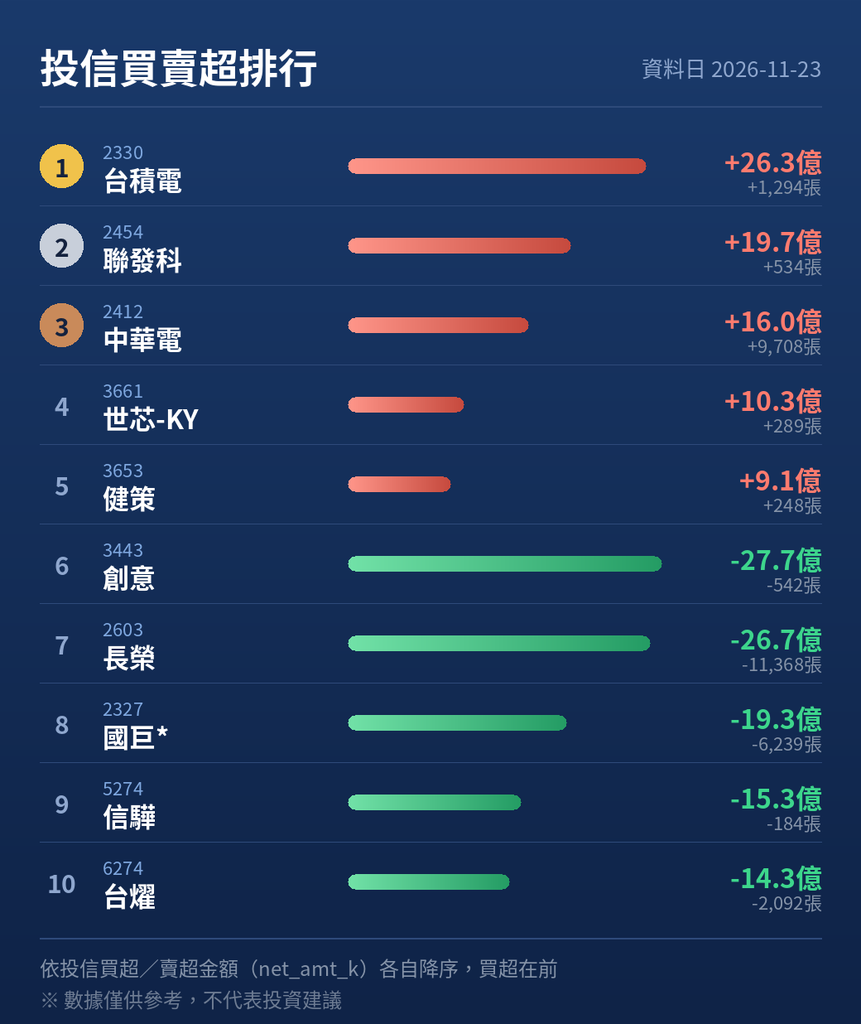 投信買賣超排行
資料日 2026-11-23
1
2330
台積電
+26.3億
+1,294張
2
2454
聯發科
+19.7億
+534張
3
2412
中華電
+16.0億
+9,708張
4
3661
世芯-KY
+10.3億
+289張
5
3653
健策
+9.1億
+248張
6
3443
創意
-27.7億
-542張
7
2603
長榮
-26.7億
-11,368張
8
2327
國巨*
-19.3億
-6,239張
9
5274
信驊
-15.3億
-184張
10
6274
台燿
-14.3億
-2,092張
依投信買超／賣超金額（net_amt_k）各自降序，買超在前
※ 數據僅供參考，不代表投資建議